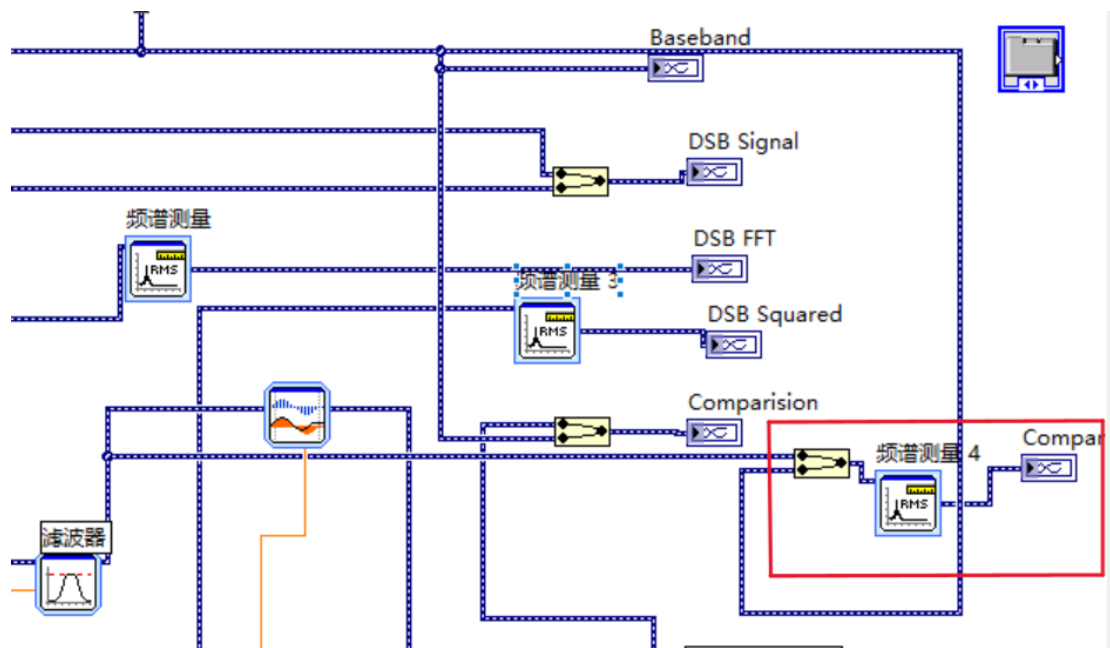 Baseband
DSB Signal
频谱测量
RMS
DSB FFT
频谱测量 3
RMS
DSB Squared
Comparision
频谱测量 4
RMS
Compar
滤波器